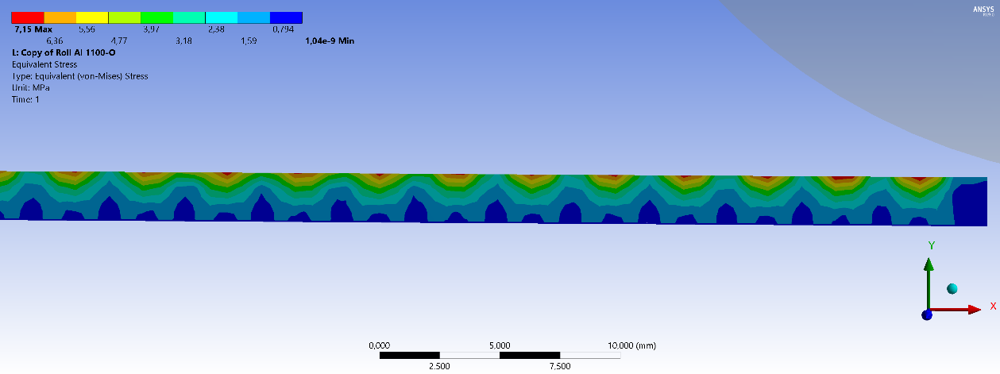 ANSYS
R19.0
7,15 Max 5,56 3,97 2,38 0,794
6,36 4,77 3,18 1,59 1,04e-9 Min
L: Copy of Roll Al 1100-O
Equivalent Stress
Type: Equivalent (von-Mises) Stress
Unit: MPa
Time: 1
Y
X
0,000 5,000 10,000 (mm)
2,500 7,500